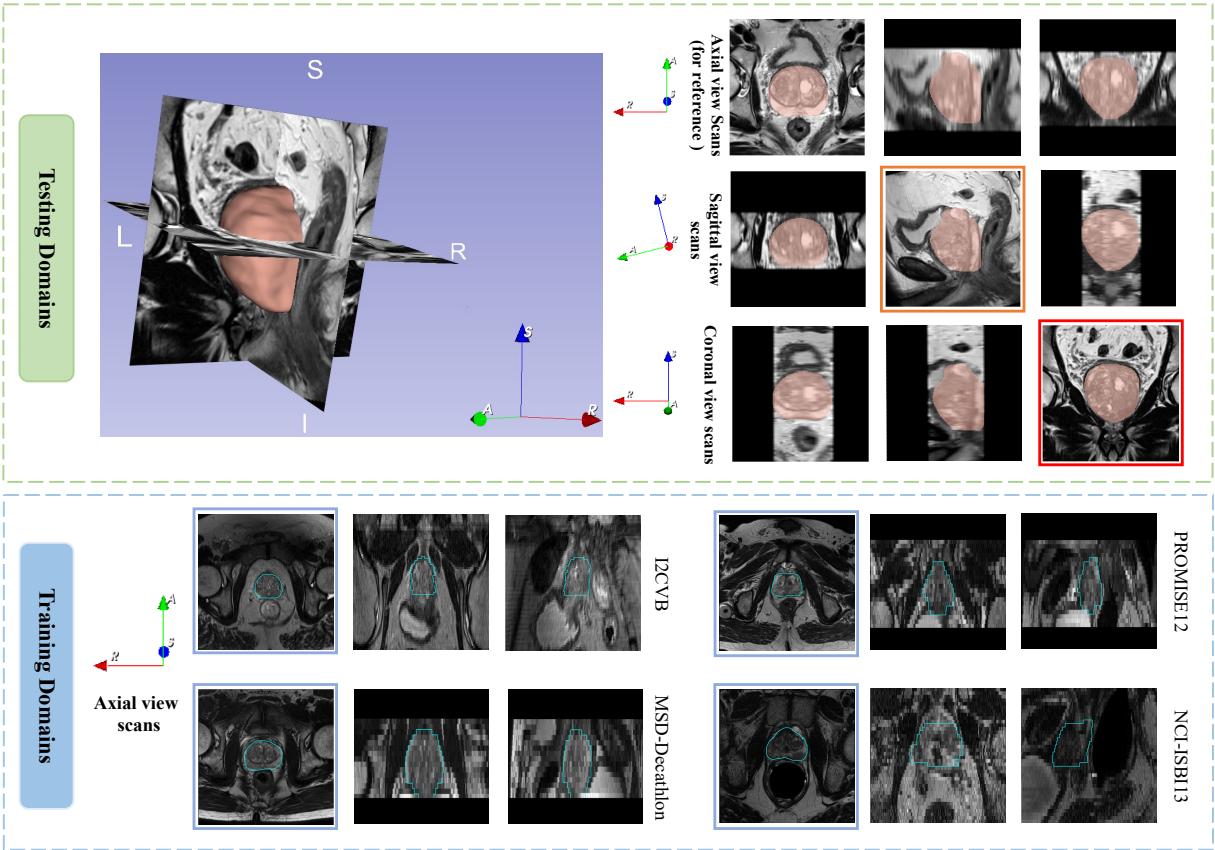 Testing Domains
S
L
R
I
S
A
R
Axial view Scans
(for reference )
A
R
S
Sagittal view
scans
S
A
R
Coronal view scans
S
R
A
Training Domains
A
R
S
Axial view
scans
I2CVB
PROMISE12
MSD-Decathlon
NCI-ISBI13